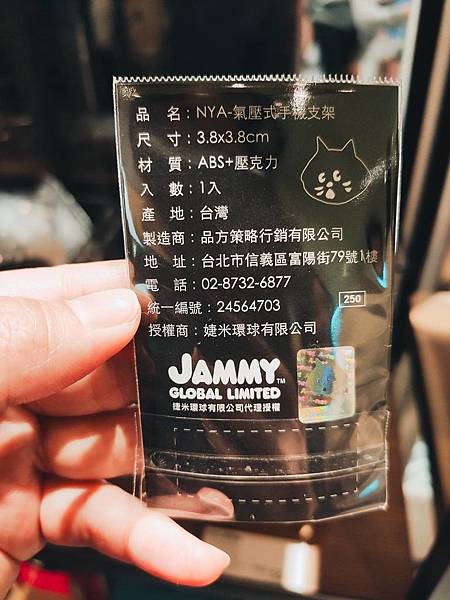 品　名：NYA-氣壓式手機支架
尺　寸：3.8x3.8cm
材　質：ABS+壓克力
入　數：1入
產　地：台灣
製造商：品方策略行銷有限公司
地　址：台北市信義區富陽街79號1樓
電　話：02-8732-6877
250
統一編號：24564703
授權商：婕米環球有限公司
JAMMY™
GLOBAL LIMITED
婕米環球有限公司代理授權